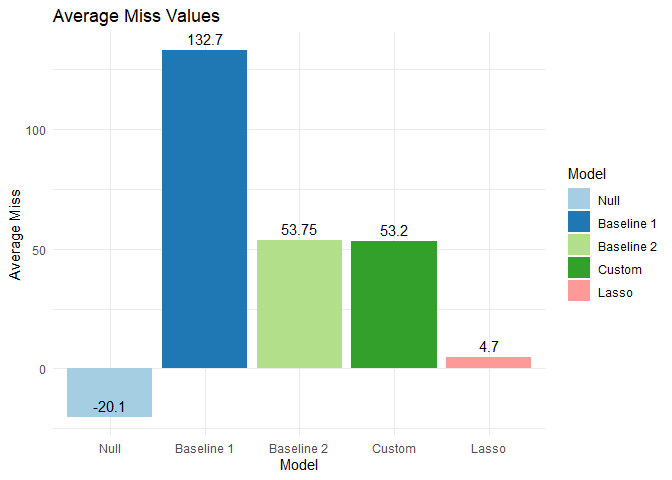 Average Miss Values
132.7
53.75
53.2
4.7
-20.1
100
50
0
Average Miss
Null
Baseline 1
Baseline 2
Custom
Lasso
Model
Model
Null
Baseline 1
Baseline 2
Custom
Lasso